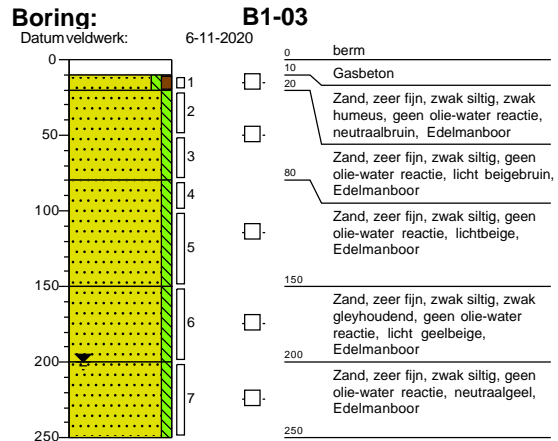 Boring: B1-03
Datum veldwerk: 6-11-2020
0
50
100
150
200
250
1
2
3
4
5
6
7
0
berm
10
Gasbeton
20
Zand, zeer fijn, zwak siltig, zwak
humeus, geen olie-water reactie,
neutraalbruin, Edelmanboor
Zand, zeer fijn, zwak siltig, geen
olie-water reactie, licht beigebruin,
Edelmanboor
80
Zand, zeer fijn, zwak siltig, geen
olie-water reactie, lichtbeige,
Edelmanboor
150
Zand, zeer fijn, zwak siltig, zwak
gleyhoudend, geen olie-water
reactie, licht geelbeige,
Edelmanboor
200
Zand, zeer fijn, zwak siltig, geen
olie-water reactie, neutraalgeel,
Edelmanboor
250